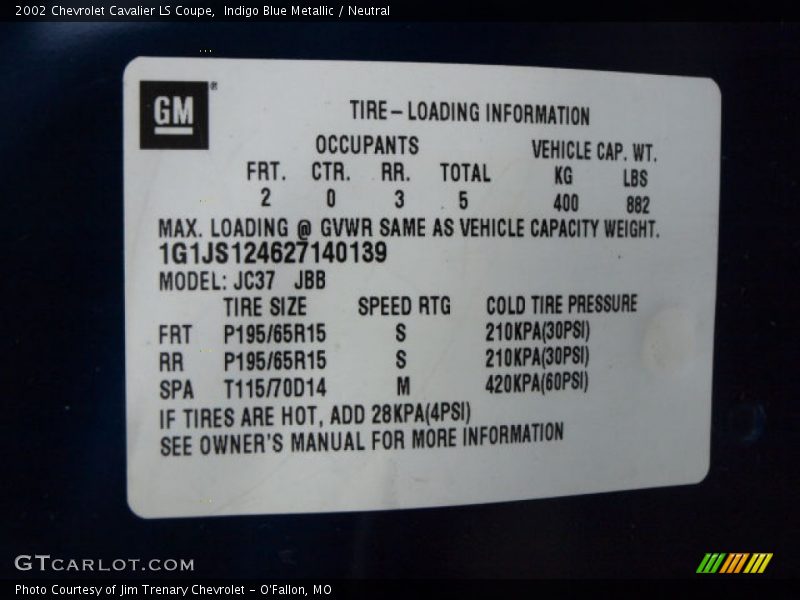 2002 Chevrolet Cavalier LS Coupe,  Indigo Blue Metallic / Neutral
GM®
TIRE–LOADING INFORMATION
OCCUPANTS VEHICLE CAP. WT.
FRT. CTR. RR. TOTAL KG LBS
2 0 3 5 400 882
MAX. LOADING @ GVWR SAME AS VEHICLE CAPACITY WEIGHT.
1G1JS124627140139
MODEL: JC37 JBB
TIRE SIZE SPEED RTG COLD TIRE PRESSURE
FRT P195/65R15 S 210KPA(30PSI)
RR P195/65R15 S 210KPA(30PSI)
SPA T115/70D14 M 420KPA(60PSI)
IF TIRES ARE HOT, ADD 28KPA(4PSI)
SEE OWNER'S MANUAL FOR MORE INFORMATION
GTCARLOT.COM
Photo Courtesy of Jim Trenary Chevrolet – O'Fallon, MO